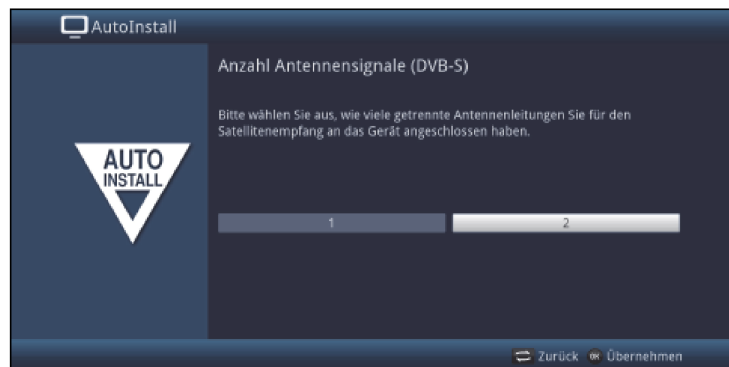 AutoInstall
Anzahl Antennensignale (DVB-S)
Bitte wählen Sie aus, wie viele getrennte Antennenleitungen Sie für den
Satellitenempfang an das Gerät angeschlossen haben.
AUTO
INSTALL
1 2
Zurück OK Übernehmen